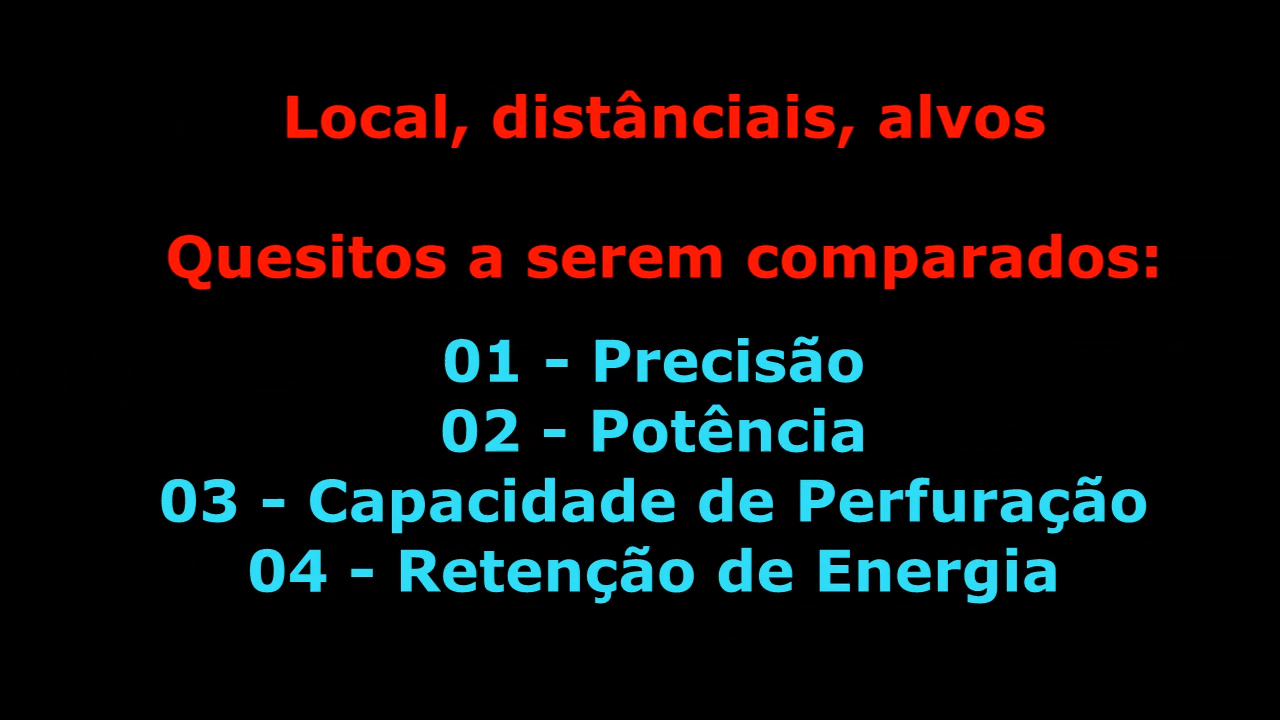 Local, distânciais, alvos
Quesitos a serem comparados:
01 - Precisão
02 - Potência
03 - Capacidade de Perfuração
04 - Retenção de Energia